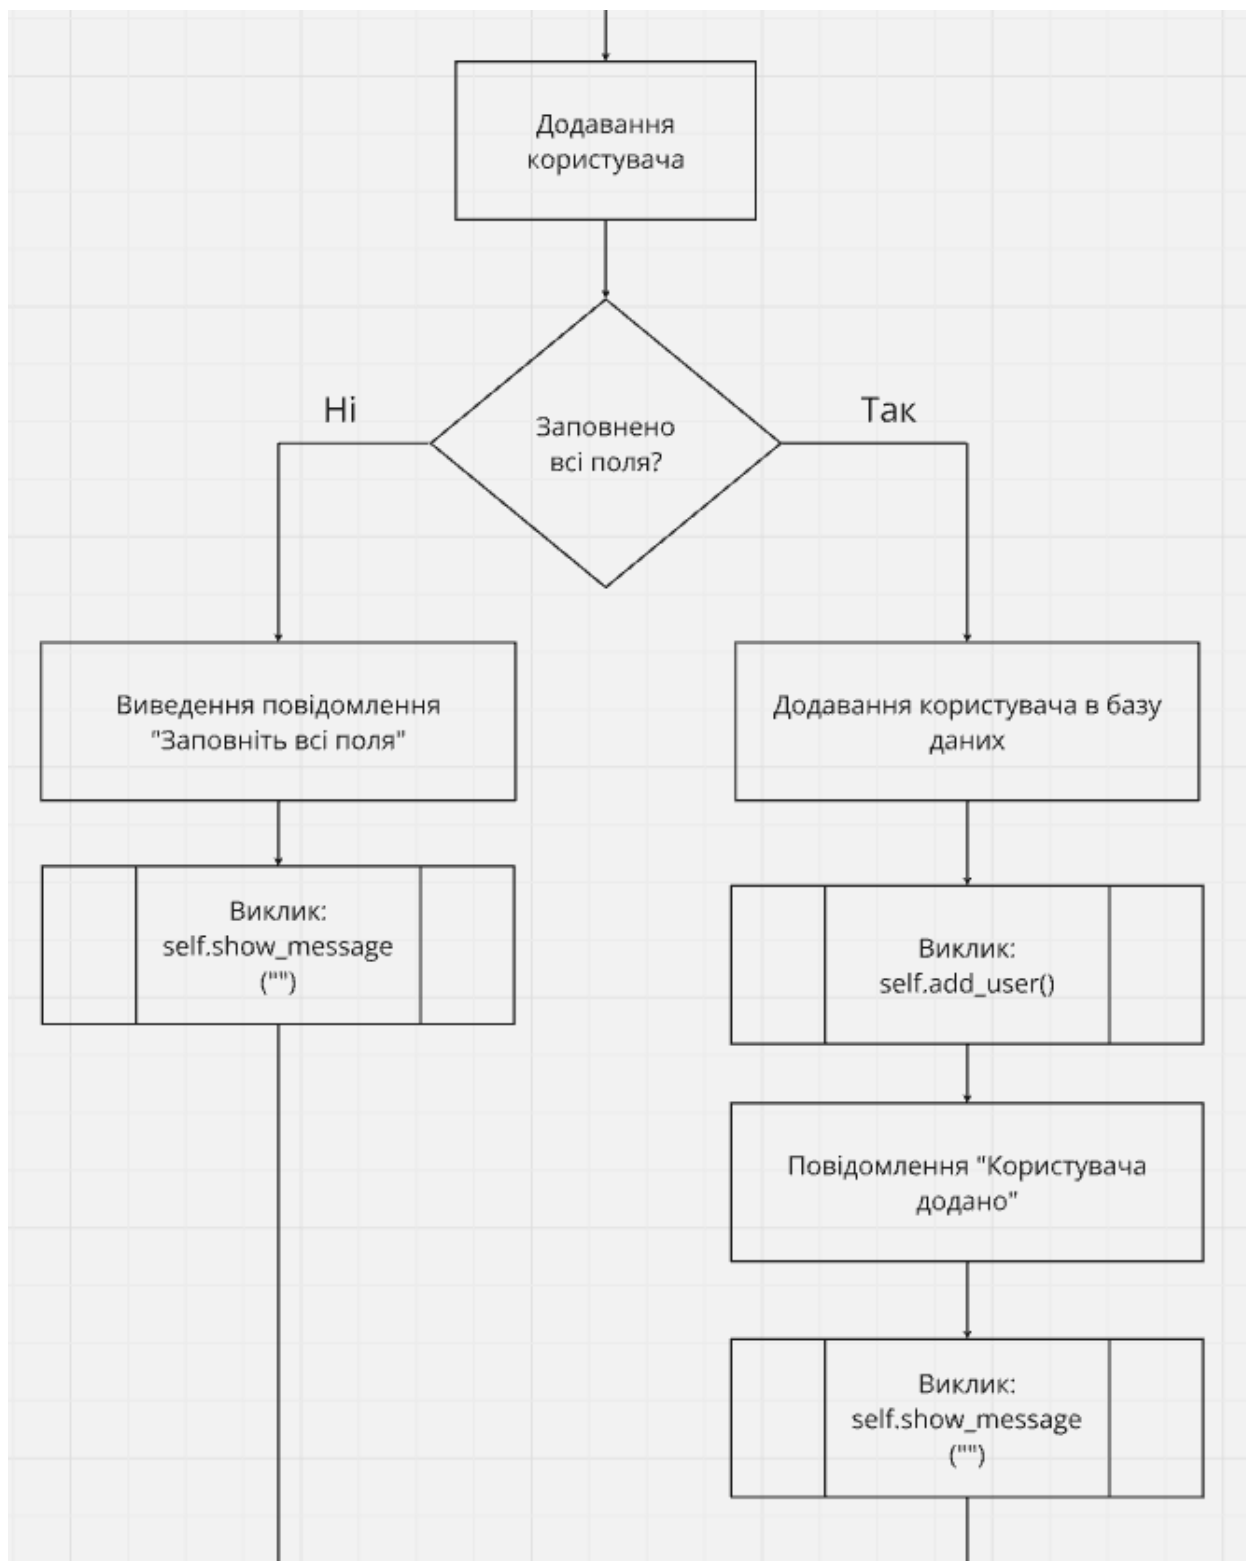 Додавання
користувача
Ні
Так
Заповнено
всі поля?
Виведення повідомлення
"Заповніть всі поля"
Додавання користувача в базу
даних
Виклик:
self.show_message
("")
Виклик:
self.add_user()
Повідомлення "Користувача
додано"
Виклик:
self.show_message
("")